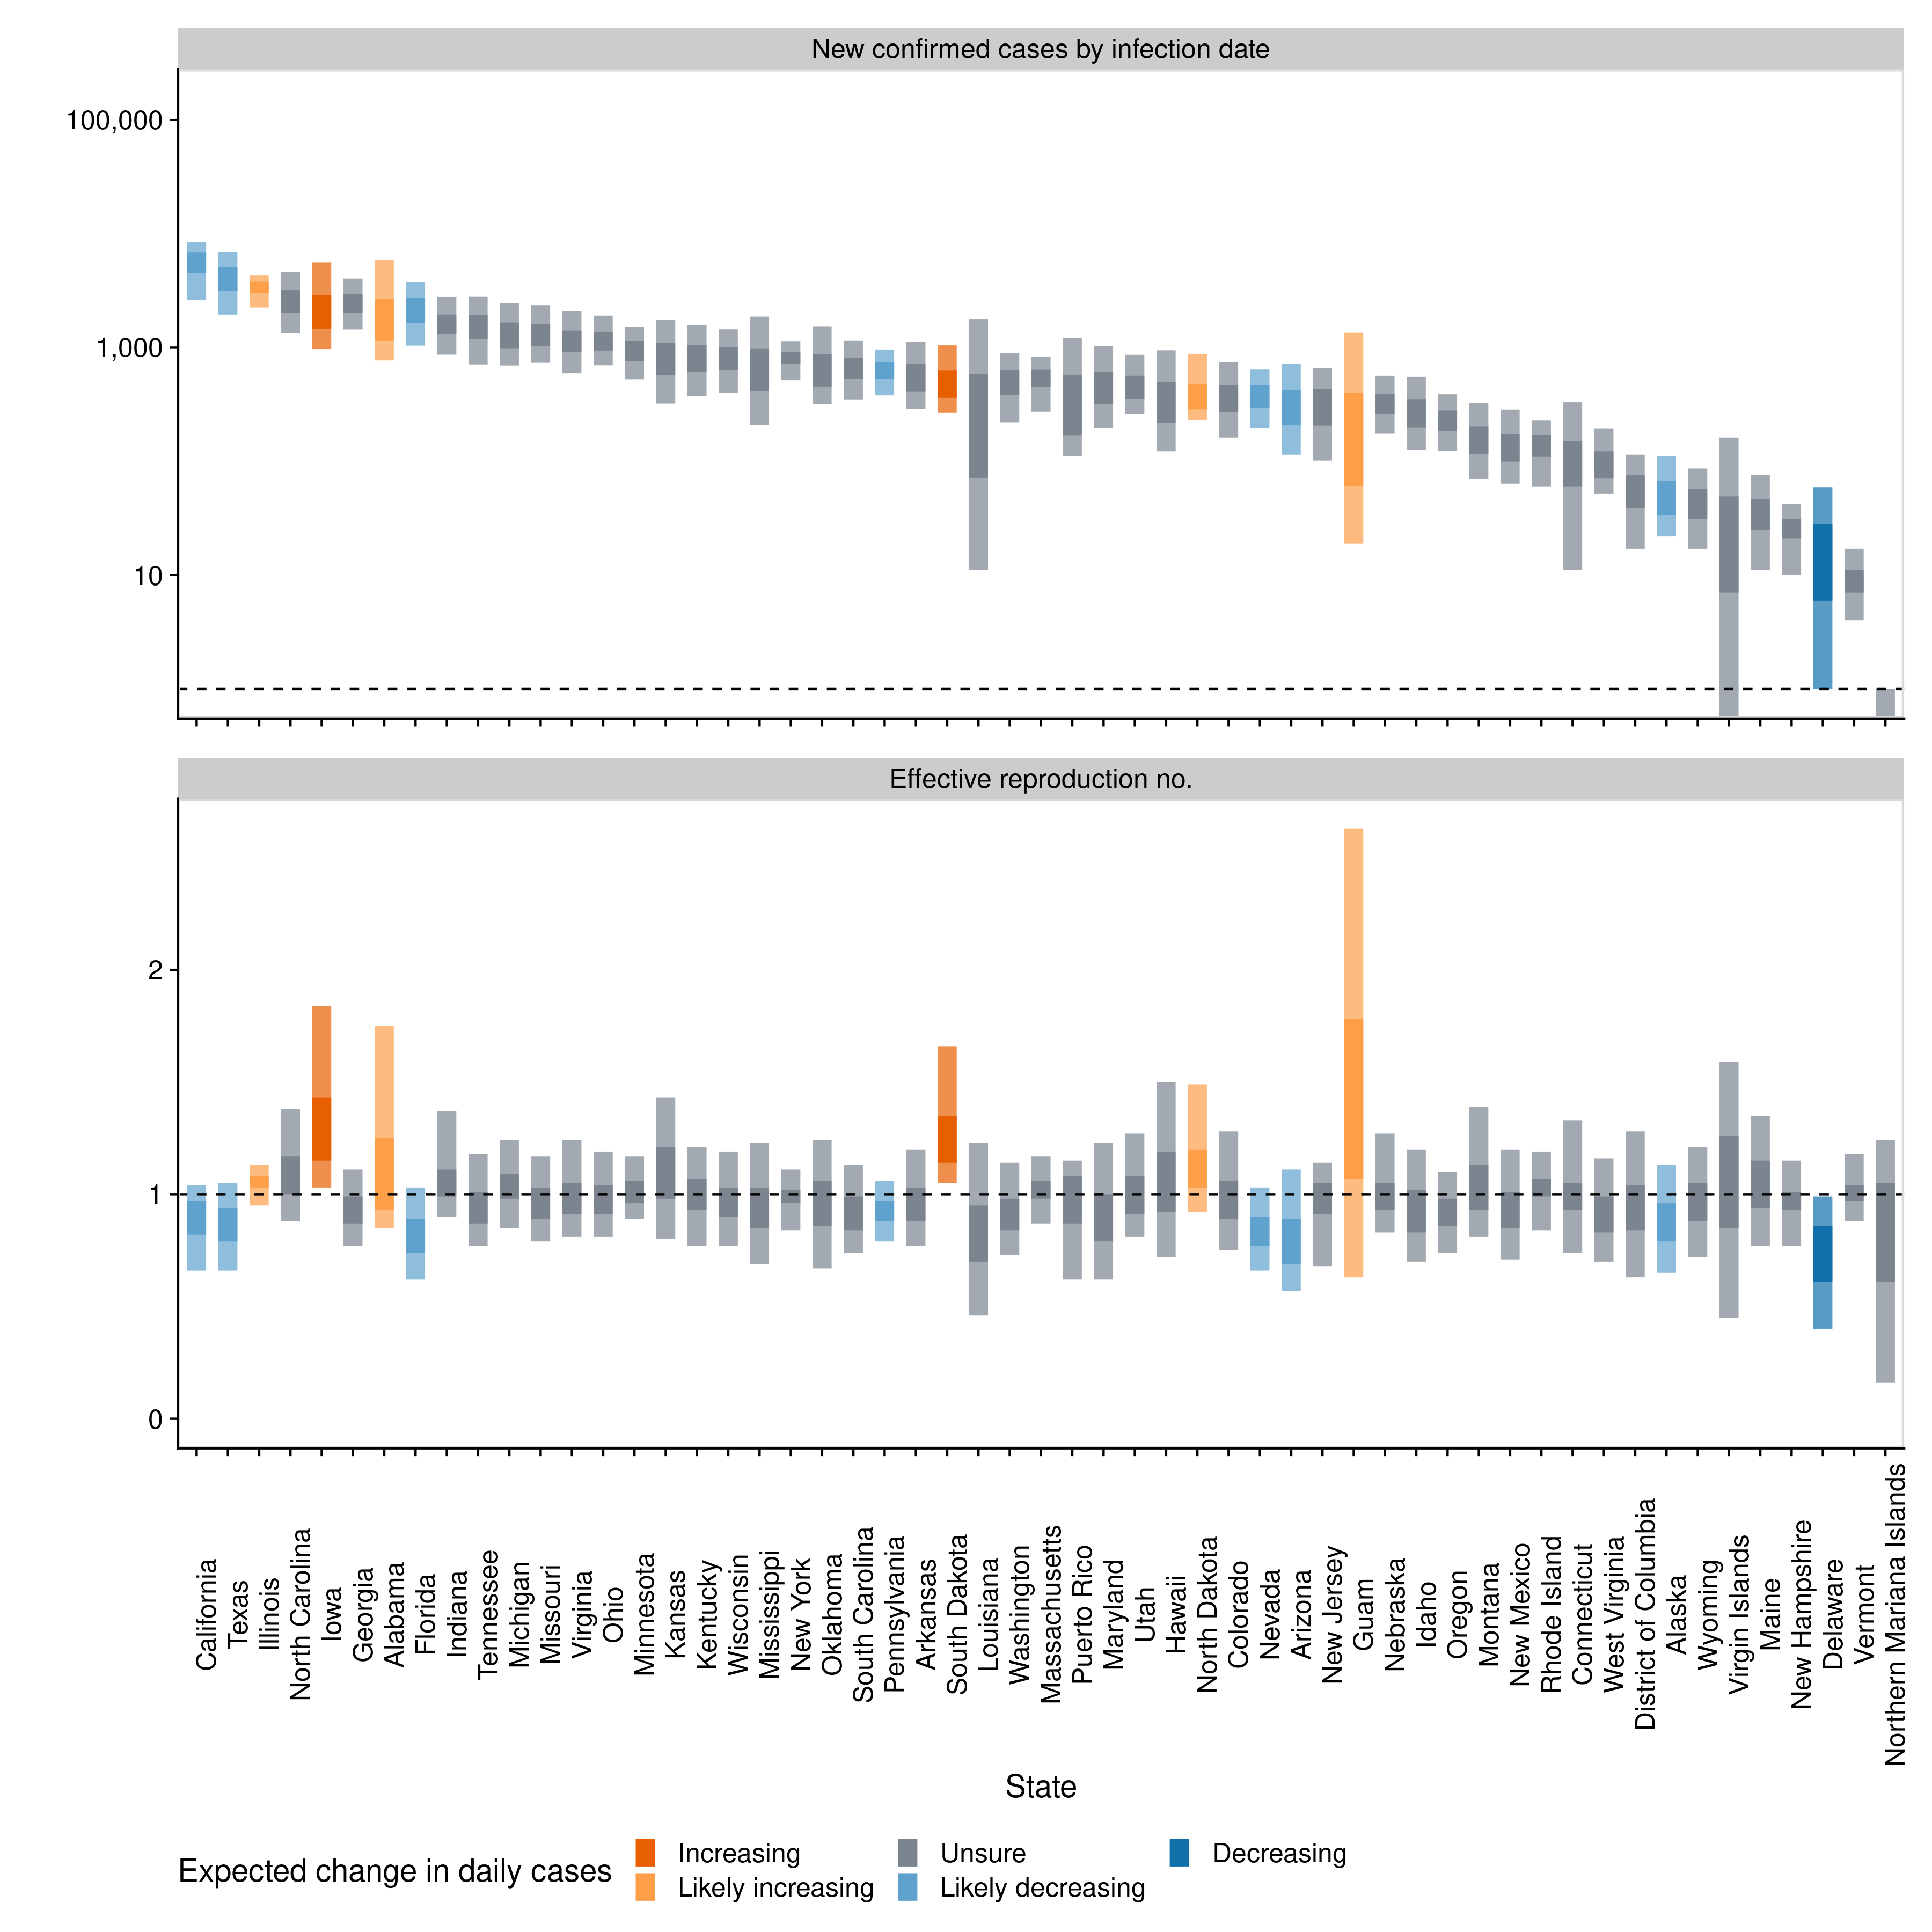 New confirmed cases by infection date
100,000
1,000
10
Effective reproduction no.
2
1
0
California
Texas
Illinois
North Carolina
Iowa
Georgia
Alabama
Florida
Indiana
Tennessee
Michigan
Missouri
Virginia
Ohio
Minnesota
Kansas
Kentucky
Wisconsin
Mississippi
New York
Oklahoma
South Carolina
Pennsylvania
Arkansas
South Dakota
Louisiana
Washington
Massachusetts
Puerto Rico
Maryland
Utah
Hawaii
North Dakota
Colorado
Nevada
Arizona
New Jersey
Guam
Nebraska
Idaho
Oregon
Montana
New Mexico
Rhode Island
Connecticut
West Virginia
District of Columbia
Alaska
Wyoming
Virgin Islands
Maine
New Hampshire
Delaware
Vermont
Northern Mariana Islands
State
Expected change in daily cases
Increasing
Likely increasing
Unsure
Likely decreasing
Decreasing